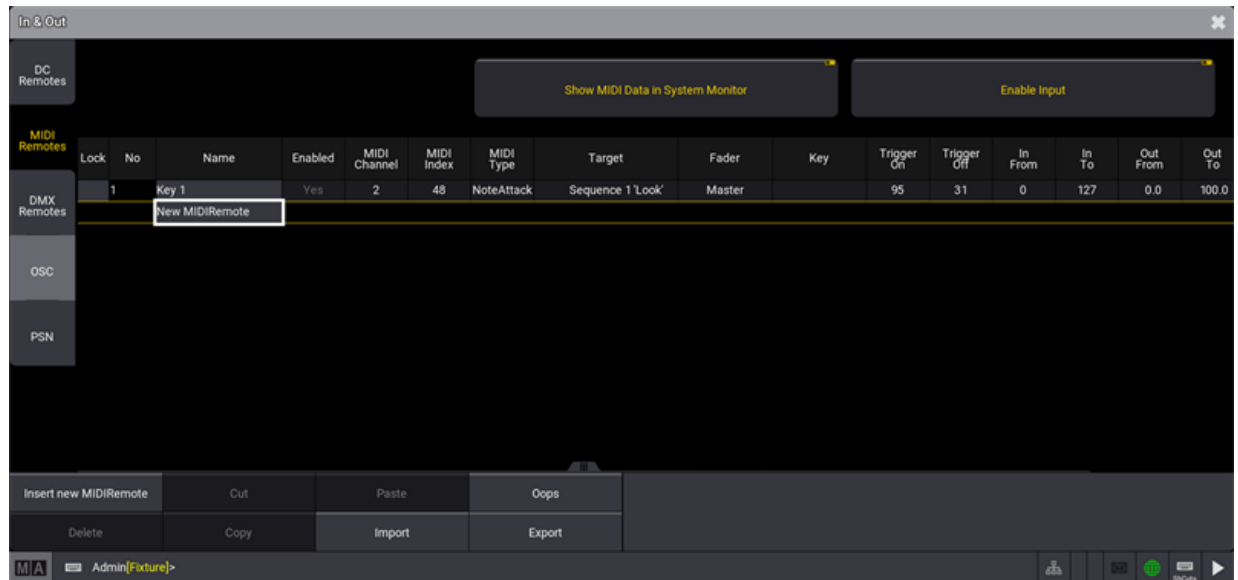 In & Out
DC
Remotes
MIDI
Remotes
DMX
Remotes
OSC
PSN
Show MIDI Data in System Monitor
Enable Input
Lock No Name Enabled MIDI Channel MIDI Index MIDI Type Target Fader Key Trigger On Trigger Off In From In To Out From Out To
1 Key 1 Yes 2 48 NoteAttack Sequence 1 'Look' Master 95 31 0 127 0.0 100.0
New MIDIRemote
Insert new MIDIRemote Cut Paste Oops
Delete Copy Import Export
MA Admin[Fixture]>